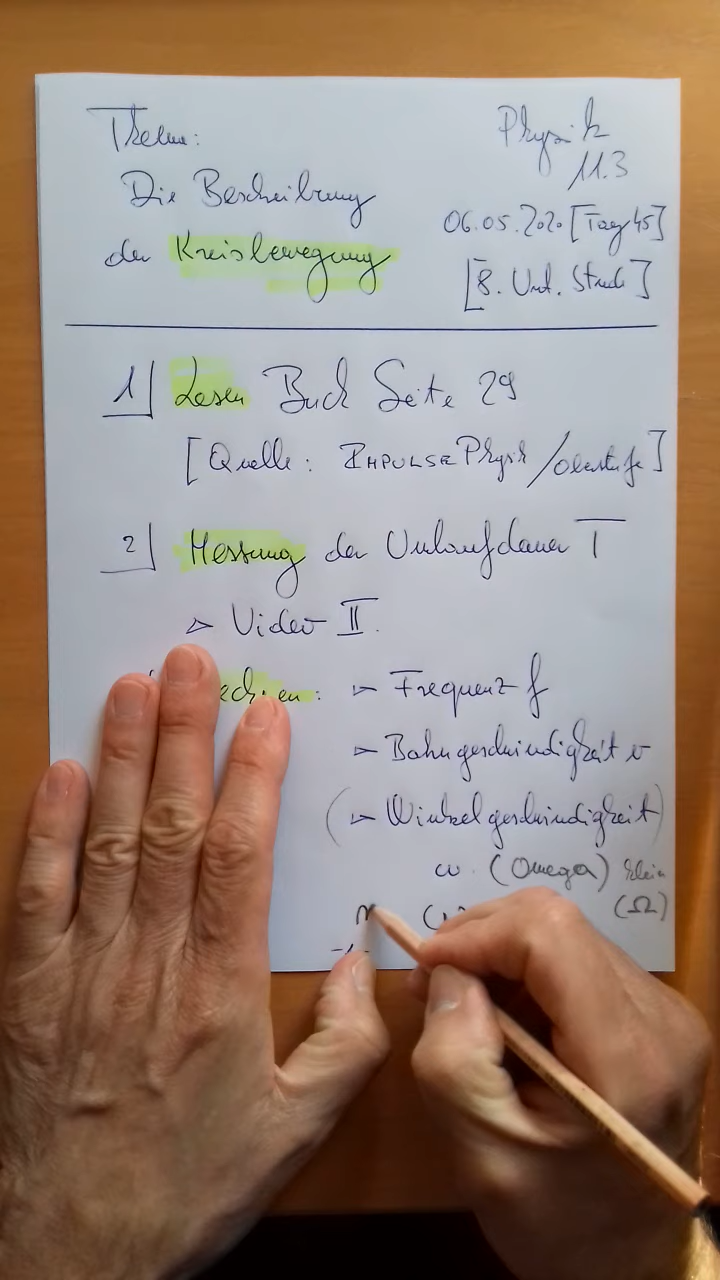 Thema:
Physik
11.3
Die Beschreibung
06.05.2020 [Tag 45]
der Kreisbewegung
[8. Unt. Stunde]
1] Lesen Buch Seite 29
[Quelle: IMPULSE Physik / Oberstufe]
2] Messung der Umlaufdauer T
▻ Video II.
▻ Frequenz f
▻ Bahngeschwindigkeit v
(▻ Winkelgeschwindigkeit)
ω (Omega) klein
(Ω)